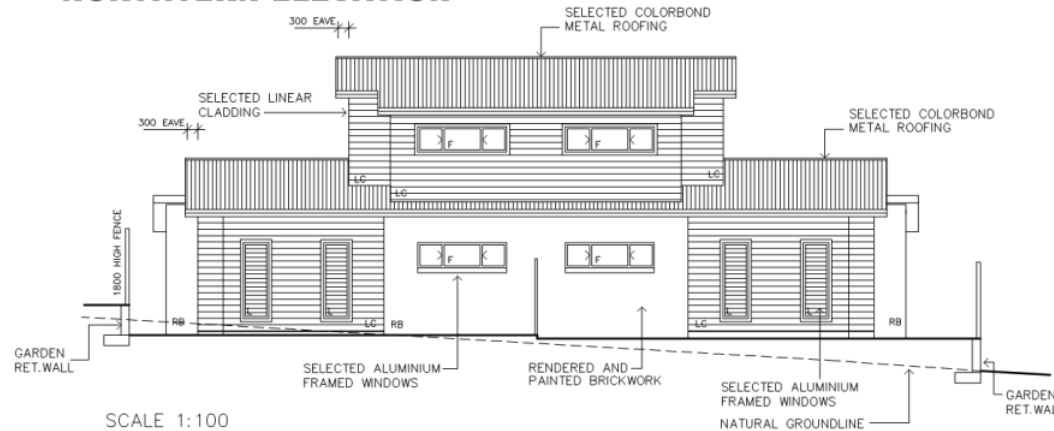 300 EAVE
SELECTED COLORBOND
METAL ROOFING
SELECTED LINEAR
CLADDING
300 EAVE
SELECTED COLORBOND
METAL ROOFING
F
F
LC
LC
LC
1800 HIGH FENCE
F
F
L
L
L
L
RB
LC
RB
LC
RB
GARDEN
RET.WALL
SELECTED ALUMINIUM
FRAMED WINDOWS
RENDERED AND
PAINTED BRICKWORK
SELECTED ALUMINIUM
FRAMED WINDOWS
NATURAL GROUNDLINE
GARDEN
RET.WAL
SCALE 1:100